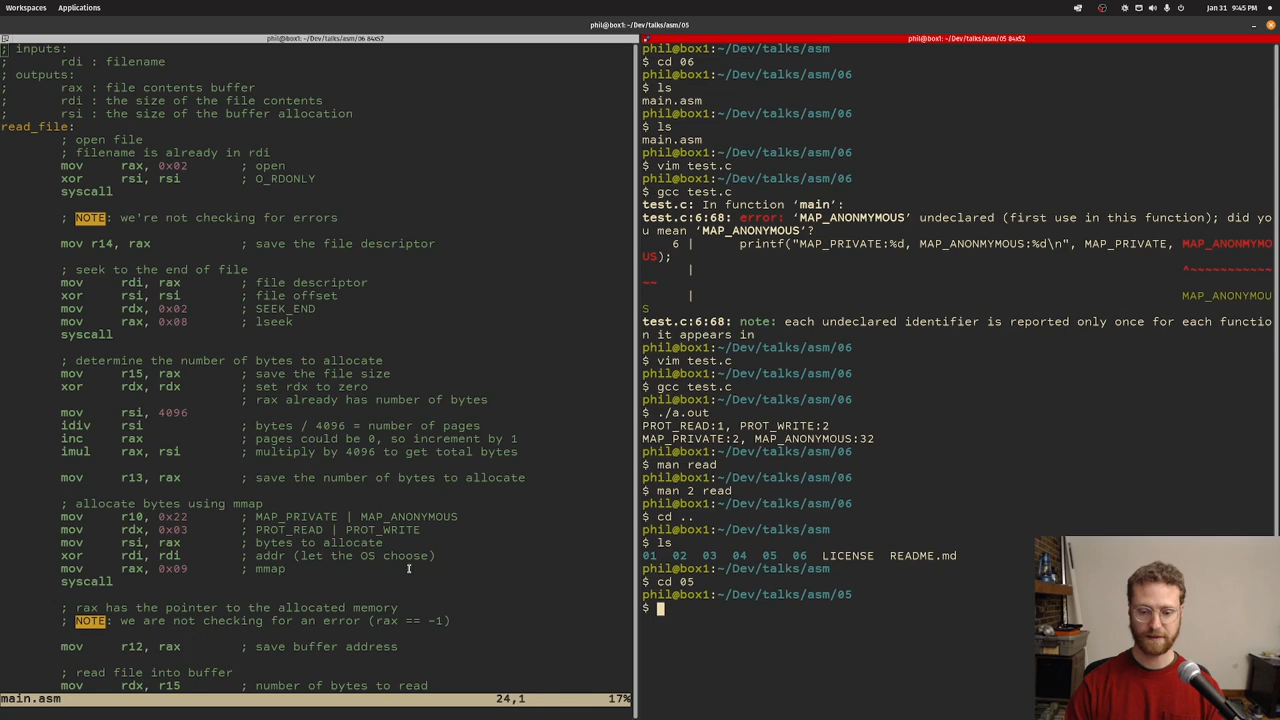 Workspaces Applications Jan 31 9:45 PM
phil@box1:~/Dev/talks/asm/05
phil@box1:~/Dev/talks/asm/06 84x52
; inputs:
; rdi : filename
; outputs:
; rax : file contents buffer
; rdi : the size of the file contents
; rsi : the size of the buffer allocation
read_file:
; open file
; filename is already in rdi
mov rax, 0x02 ; open
xor rsi, rsi ; O_RDONLY
syscall
; NOTE: we're not checking for errors
mov r14, rax ; save the file descriptor
; seek to the end of file
mov rdi, rax ; file descriptor
xor rsi, rsi ; file offset
mov rdx, 0x02 ; SEEK_END
mov rax, 0x08 ; lseek
syscall
; determine the number of bytes to allocate
mov r15, rax ; save the file size
xor rdx, rdx ; set rdx to zero
; rax already has number of bytes
mov rsi, 4096
idiv rsi ; bytes / 4096 = number of pages
inc rax ; pages could be 0, so increment by 1
imul rax, rsi ; multiply by 4096 to get total bytes
mov r13, rax ; save the number of bytes to allocate
; allocate bytes using mmap
mov r10, 0x22 ; MAP_PRIVATE | MAP_ANONYMOUS
mov rdx, 0x03 ; PROT_READ | PROT_WRITE
mov rsi, rax ; bytes to allocate
xor rdi, rdi ; addr (let the OS choose)
mov rax, 0x09 ; mmap
syscall
; rax has the pointer to the allocated memory
; NOTE: we are not checking for an error (rax == -1)
mov r12, rax ; save buffer address
; read file into buffer
mov rdx, r15 ; number of bytes to read
main.asm 24,1 17%
phil@box1:~/Dev/talks/asm/05 84x52
phil@box1:~/Dev/talks/asm
$ cd 06
phil@box1:~/Dev/talks/asm/06
$ ls
main.asm
phil@box1:~/Dev/talks/asm/06
$ ls
main.asm
phil@box1:~/Dev/talks/asm/06
$ vim test.c
phil@box1:~/Dev/talks/asm/06
$ gcc test.c
test.c: In function ‘main’:
test.c:6:68: error: ‘MAP_ANONMYMOUS’ undeclared (first use in this function); did yo
u mean ‘MAP_ANONYMOUS’?
6 | printf("MAP_PRIVATE:%d, MAP_ANONMYMOUS:%d\n", MAP_PRIVATE, MAP_ANONMYMO
US);
| ^~~~~~~~~~~~
~~
| MAP_ANONYMOU
S
test.c:6:68: note: each undeclared identifier is reported only once for each functio
n it appears in
phil@box1:~/Dev/talks/asm/06
$ vim test.c
phil@box1:~/Dev/talks/asm/06
$ gcc test.c
phil@box1:~/Dev/talks/asm/06
$ ./a.out
PROT_READ:1, PROT_WRITE:2
MAP_PRIVATE:2, MAP_ANONYMOUS:32
phil@box1:~/Dev/talks/asm/06
$ man read
phil@box1:~/Dev/talks/asm/06
$ man 2 read
phil@box1:~/Dev/talks/asm/06
$ cd ..
phil@box1:~/Dev/talks/asm
$ ls
01 02 03 04 05 06 LICENSE README.md
phil@box1:~/Dev/talks/asm
$ cd 05
phil@box1:~/Dev/talks/asm/05
$